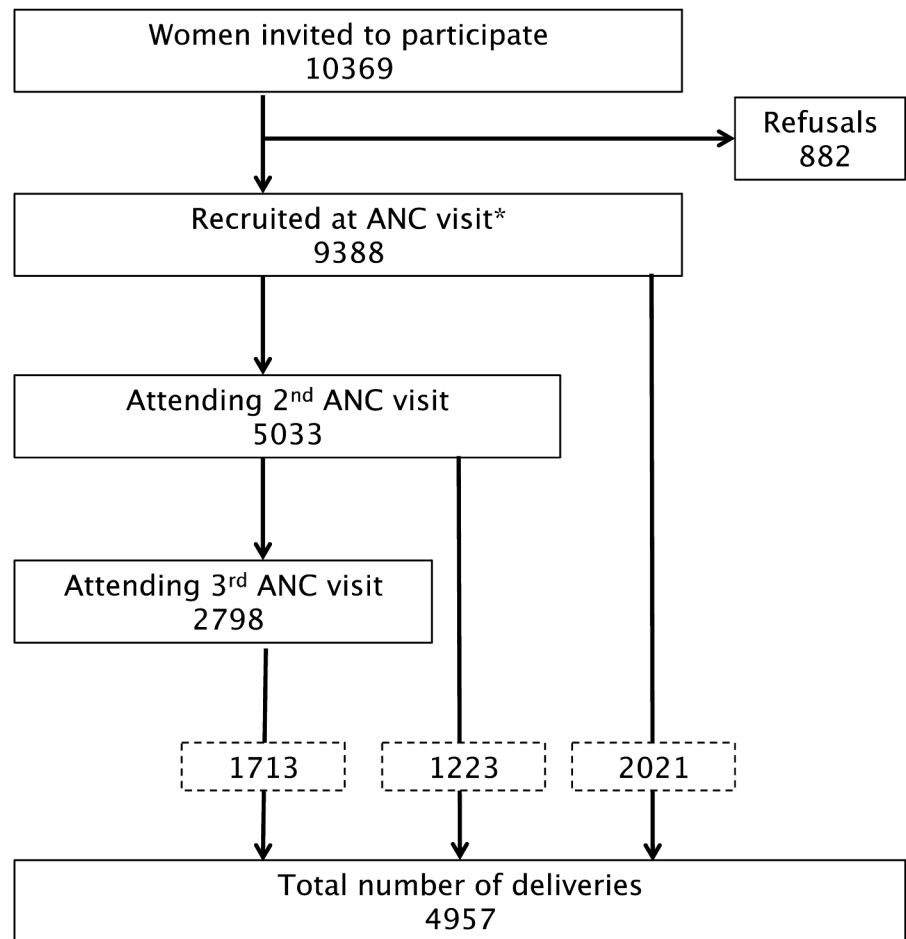 Women invited to participate
10369
Refusals
882
Recruited at ANC visit*
9388
Attending 2nd ANC visit
5033
Attending 3rd ANC visit
2798
1713
1223
2021
Total number of deliveries
4957